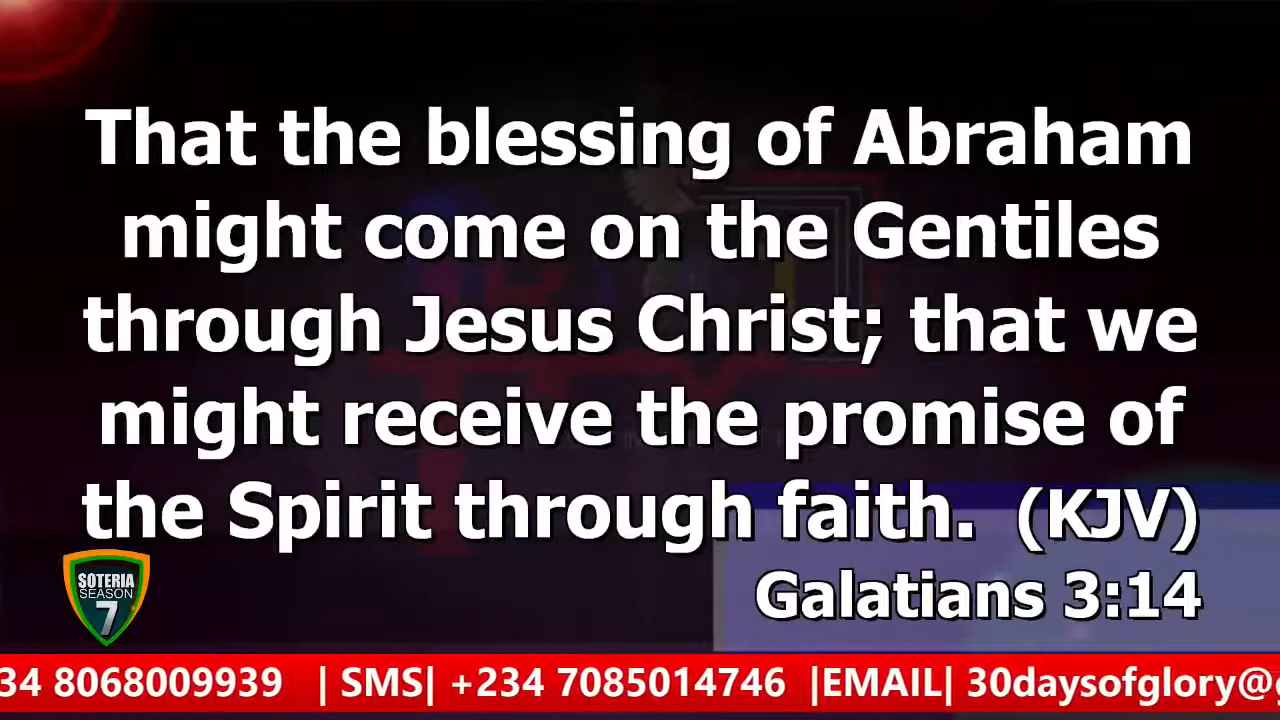 That the blessing of Abraham
might come on the Gentiles
through Jesus Christ; that we
might receive the promise of
the Spirit through faith. (KJV)
Galatians 3:14
SOTERIA
SEASON
7
34 8068009939 | SMS| +234 7085014746 |EMAIL| 30daysofglory@g